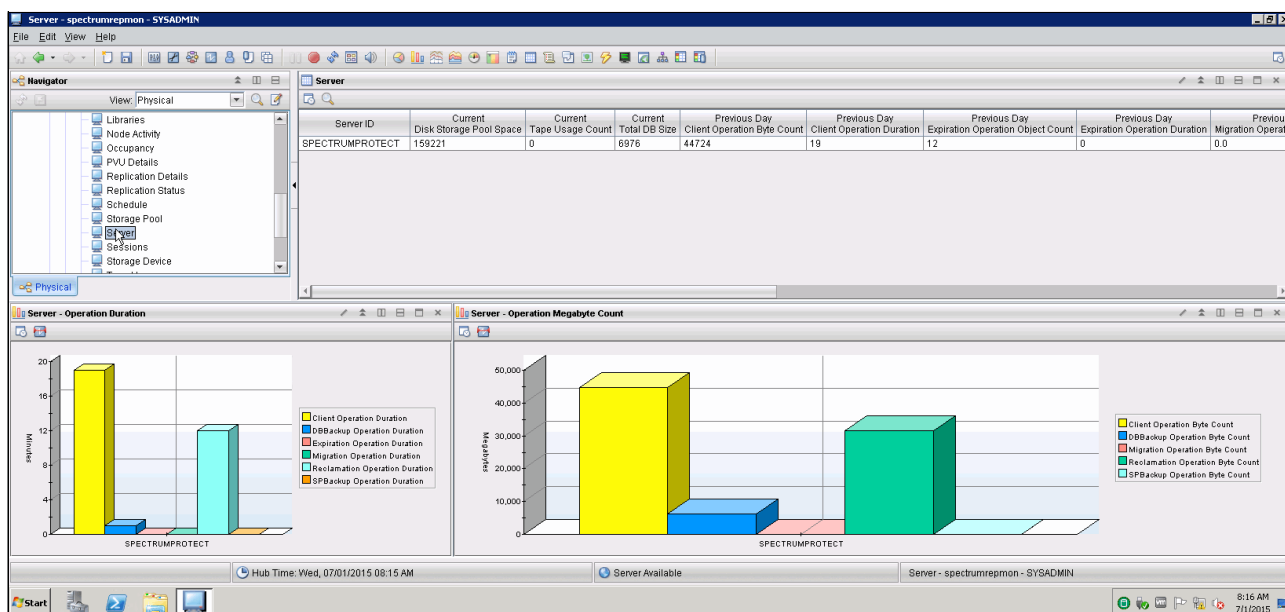 Server - spectrumrepmon - SYSADMIN
File Edit View Help
Navigator
View: Physical
Libraries
Node Activity
Occupancy
PVU Details
Replication Details
Replication Status
Schedule
Storage Pool
Server
Sessions
Storage Device
Physical
Server
Server ID
Current Disk Storage Pool Space
Current Tape Usage Count
Current Total DB Size
Previous Day Client Operation Byte Count
Previous Day Client Operation Duration
Previous Day Expiration Operation Object Count
Previous Day Expiration Operation Duration
Previou Migration Opera
SPECTRUMPROTECT 159221 0 6976 44724 19 12 0 0.0
Server - Operation Duration
20
16
12
8
4
0
Minutes
SPECTRUMPROTECT
Client Operation Duration
DBBackup Operation Duration
Expiration Operation Duration
Migration Operation Duration
Reclamation Operation Duration
SPBackup Operation Duration
Server - Operation Megabyte Count
50,000
40,000
30,000
20,000
10,000
0
Megabytes
SPECTRUMPROTECT
Client Operation Byte Count
DBBackup Operation Byte Count
Migration Operation Byte Count
Reclamation Operation Byte Count
SPBackup Operation Byte Count
Hub Time: Wed, 07/01/2015 08:15 AM
Server Available
Server - spectrumrepmon - SYSADMIN
Start
8:16 AM
7/1/2015